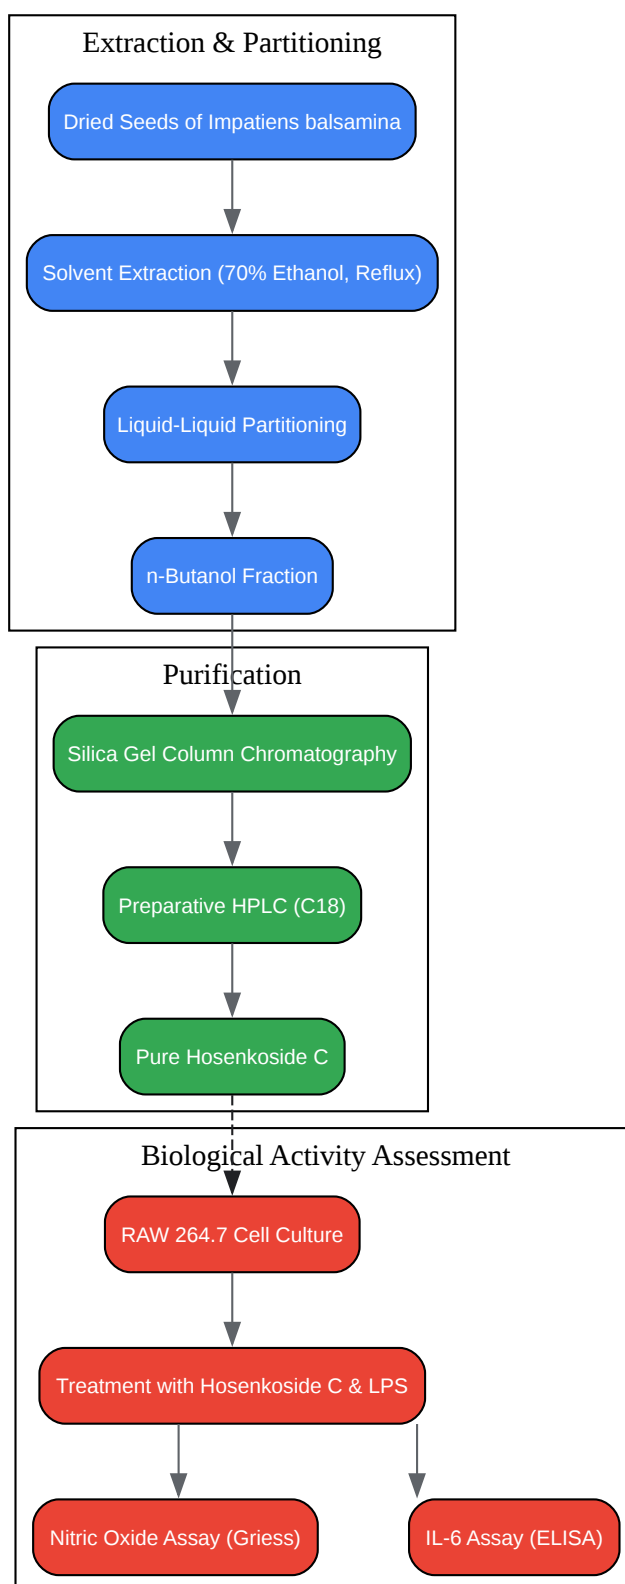 Extraction & Partitioning
Dried Seeds of Impatiens balsamina
Solvent Extraction (70% Ethanol, Reflux)
Liquid-Liquid Partitioning
n-Butanol Fraction
Purification
Silica Gel Column Chromatography
Preparative HPLC (C18)
Pure Hosenkoside C
Biological Activity Assessment
RAW 264.7 Cell Culture
Treatment with Hosenkoside C & LPS
Nitric Oxide Assay (Griess)
IL-6 Assay (ELISA)